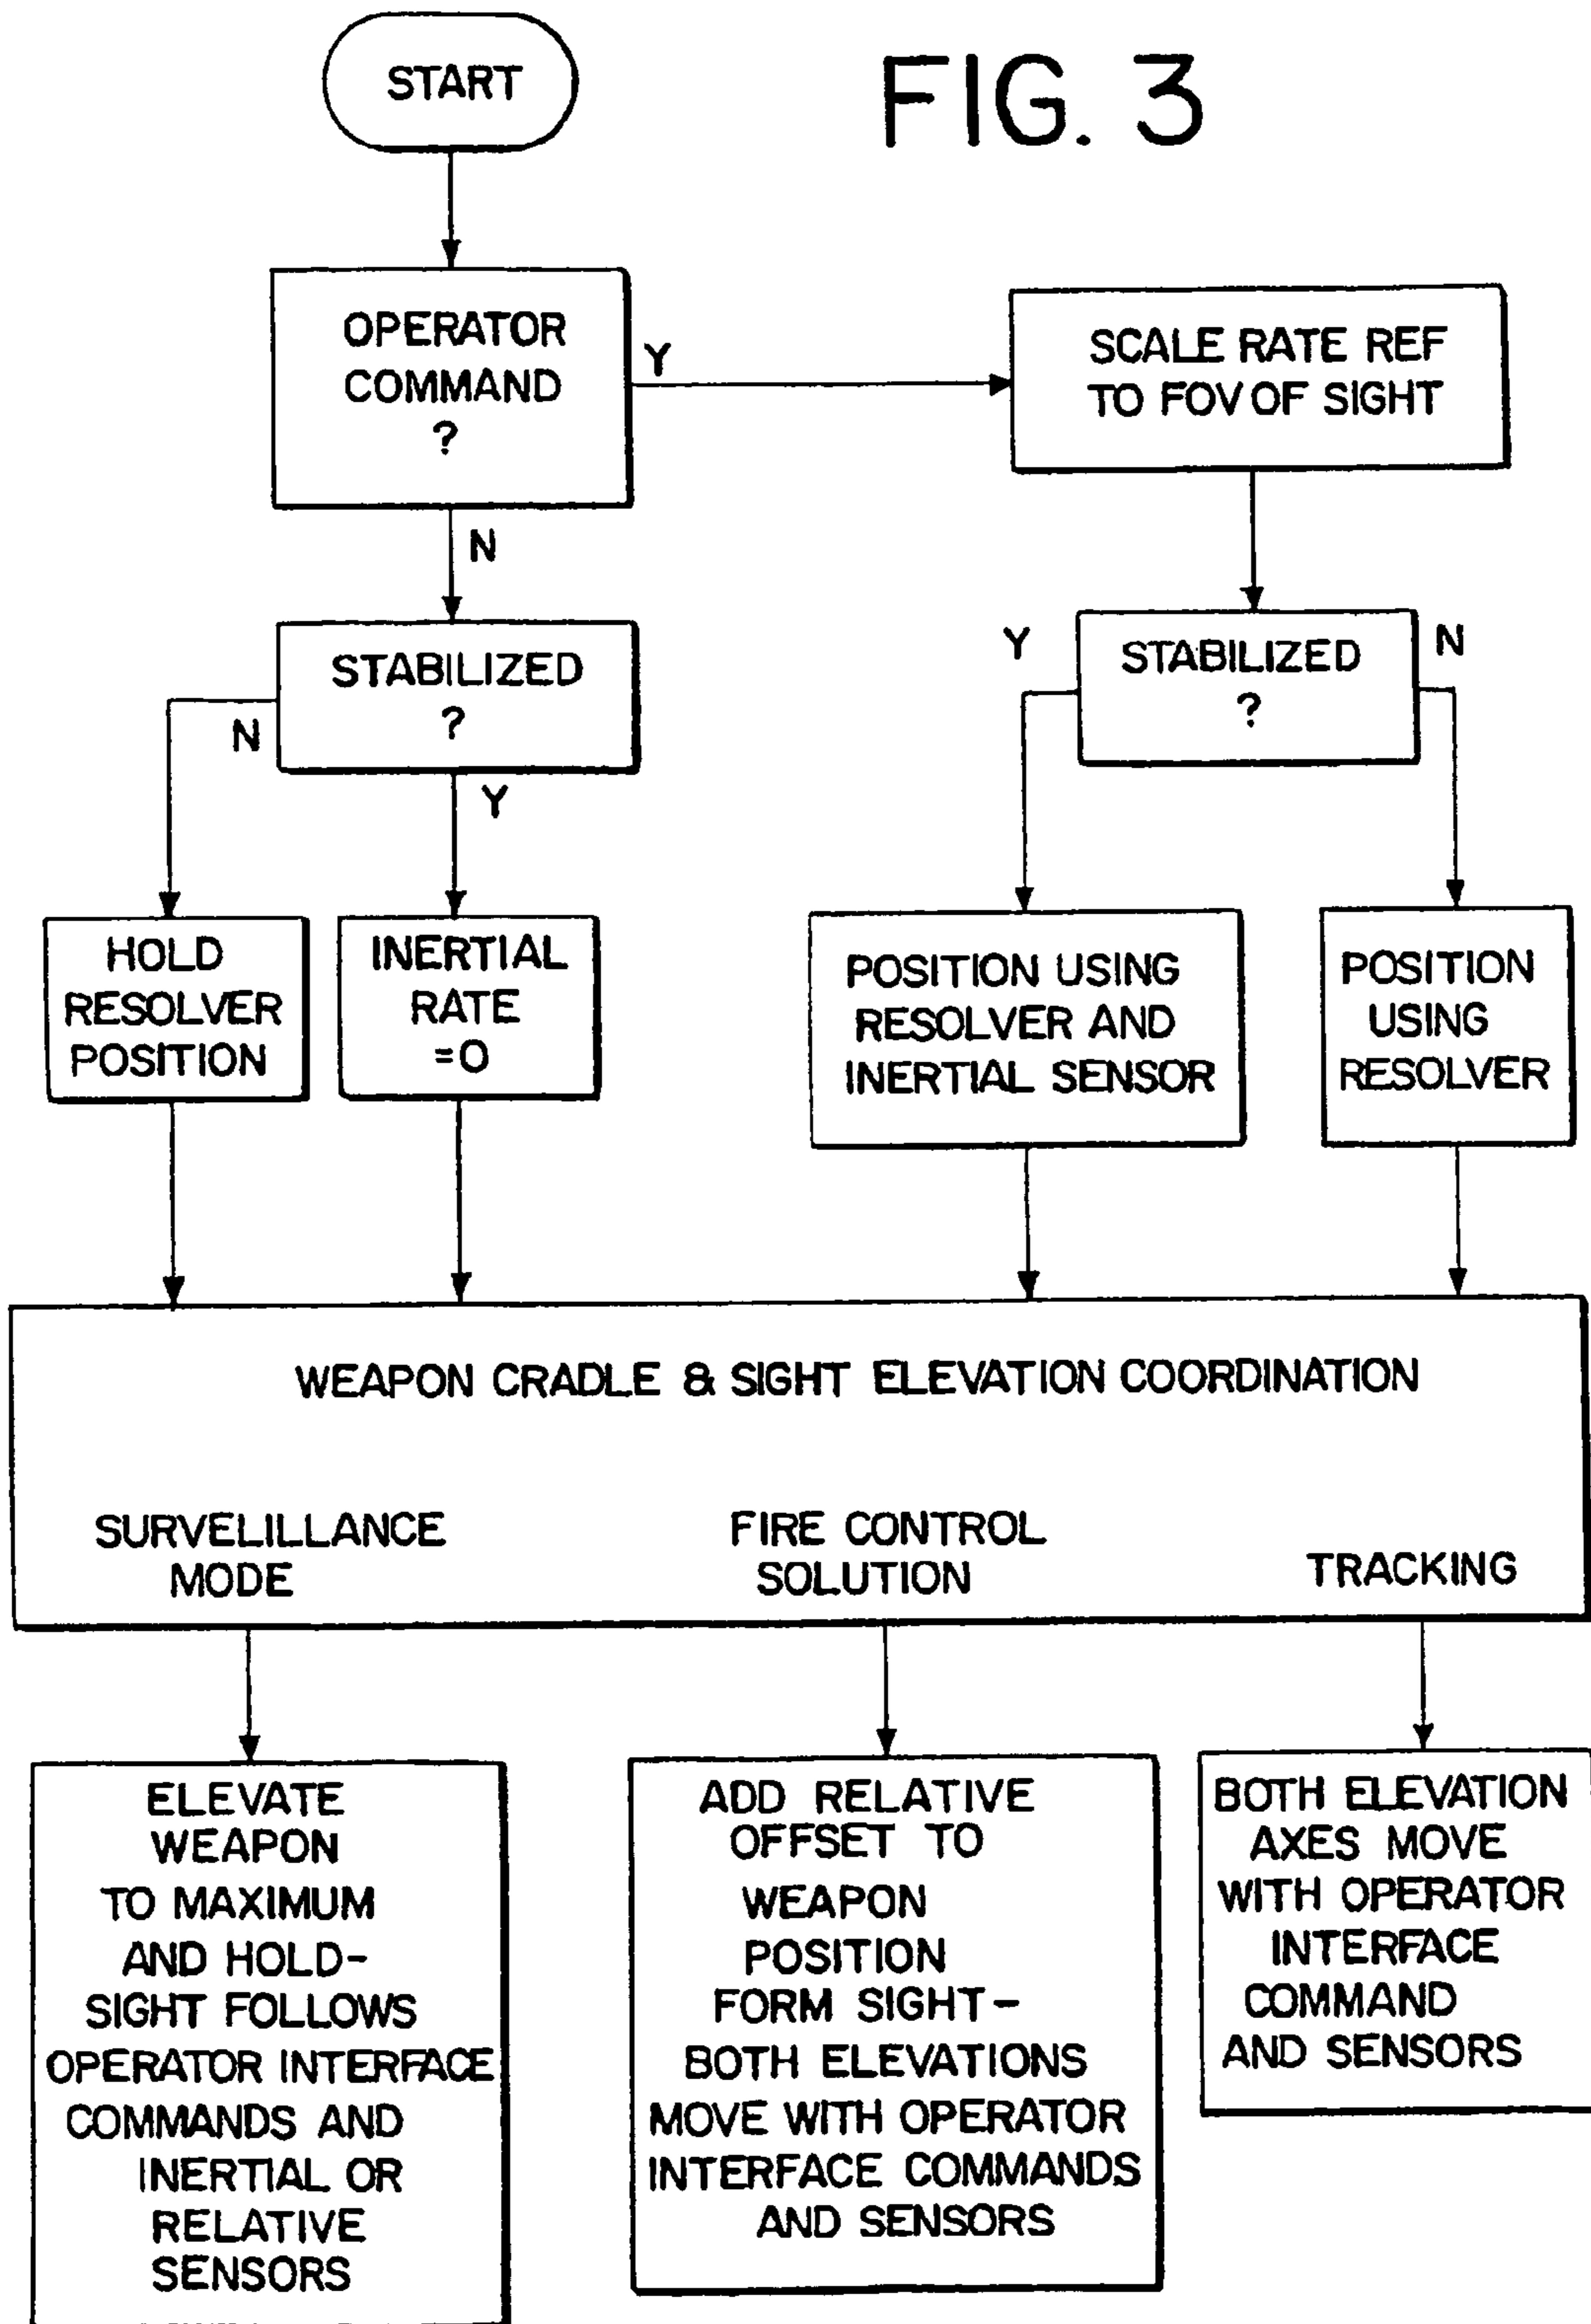 START
FIG. 3
OPERATOR
COMMAND
?
Y
SCALE RATE REF
TO FOV OF SIGHT
N
STABILIZED
?
N
Y
Y
STABILIZED
?
N
HOLD
RESOLVER
POSITION
INERTIAL
RATE
=0
POSITION USING
RESOLVER AND
INERTIAL SENSOR
POSITION
USING
RESOLVER
WEAPON CRADLE & SIGHT ELEVATION COORDINATION
SURVELILLANCE
MODE
FIRE CONTROL
SOLUTION
TRACKING
ELEVATE
WEAPON
TO MAXIMUM
AND HOLD-
SIGHT FOLLOWS
OPERATOR INTERFACE
COMMANDS AND
INERTIAL OR
RELATIVE
SENSORS
ADD RELATIVE
OFFSET TO
WEAPON
POSITION
FORM SIGHT-
BOTH ELEVATIONS
MOVE WITH OPERATOR
INTERFACE COMMANDS
AND SENSORS
BOTH ELEVATION
AXES MOVE
WITH OPERATOR
INTERFACE
COMMAND
AND SENSORS